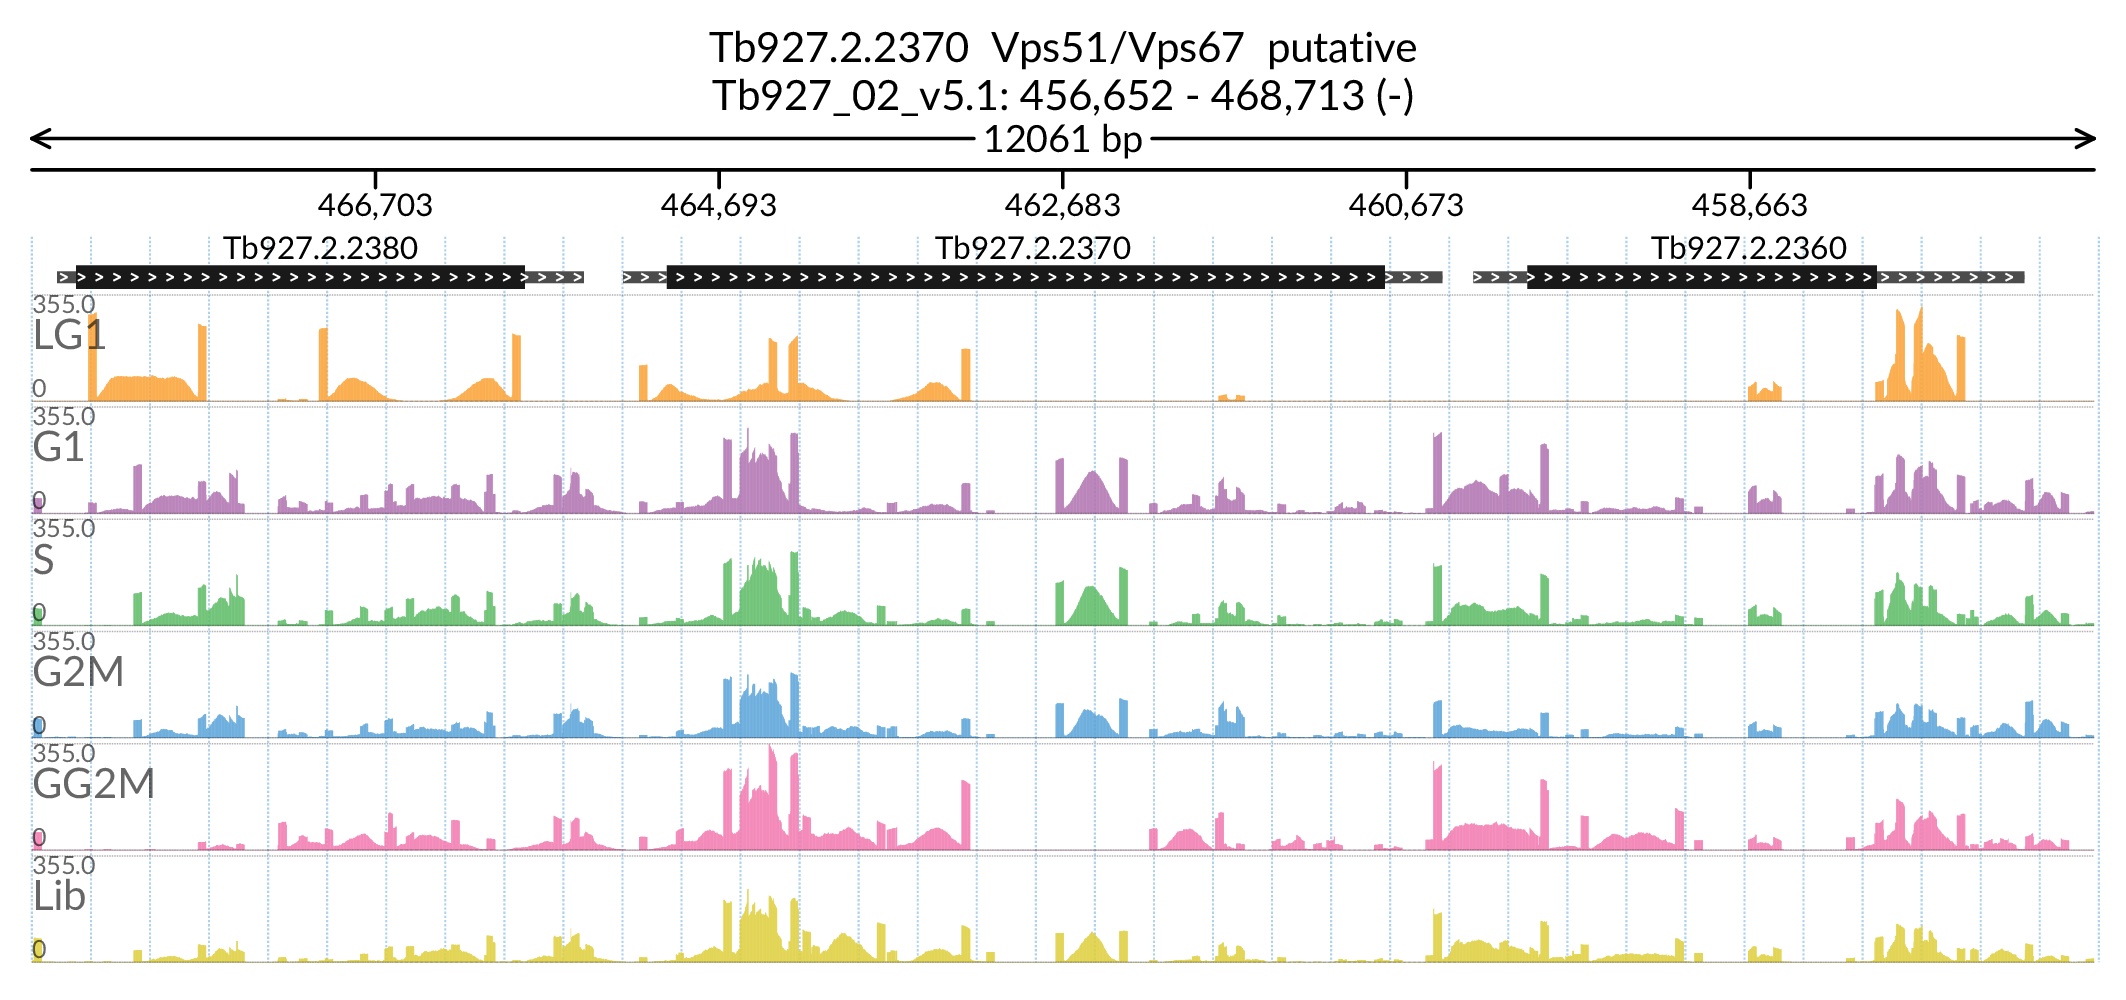 Tb927.2.2370 Vps51/Vps67 putative
Tb927_02_v5.1: 456,652 - 468,713 (-)
12061 bp
466,703 464,693 462,683 460,673 458,663
Tb927.2.2380 Tb927.2.2370 Tb927.2.2360
355.0
LG1
0
355.0
G1
0
355.0
S
0
355.0
G2M
0
355.0
GG2M
0
355.0
Lib
0